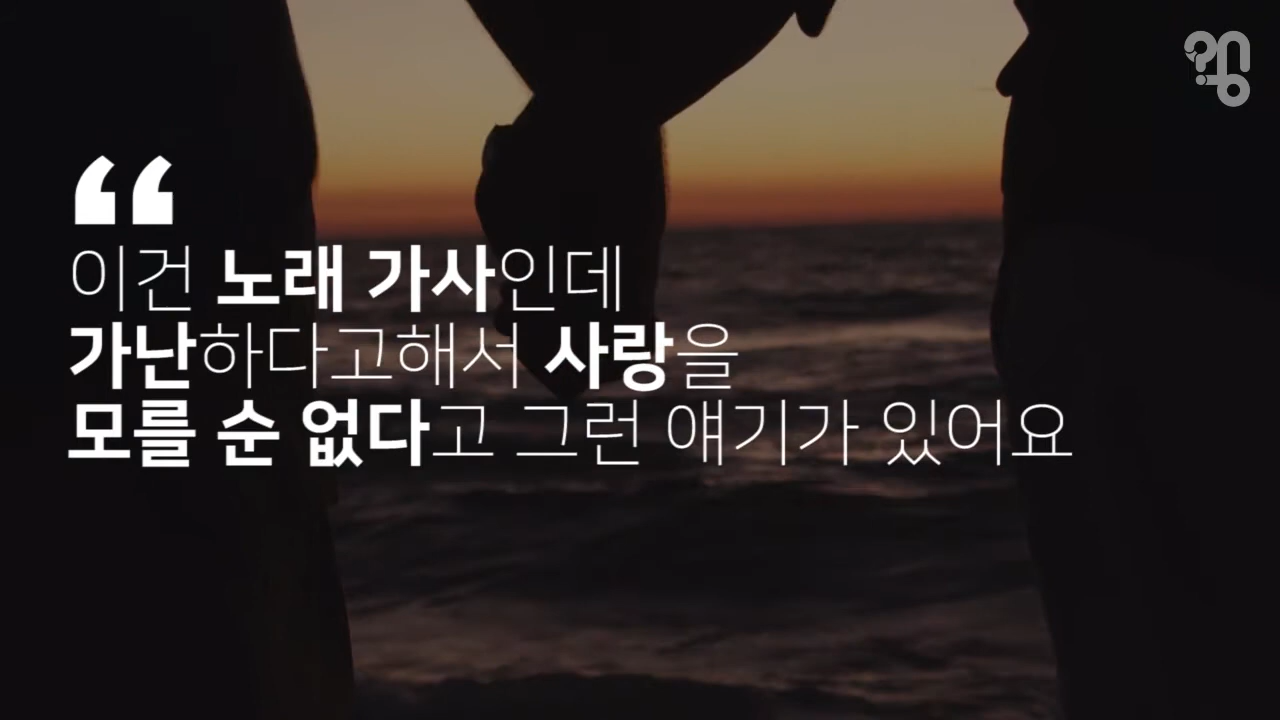 “
이건 노래 가사인데
가난하다고해서 사랑을
모를 순 없다고 그런 얘기가 있어요